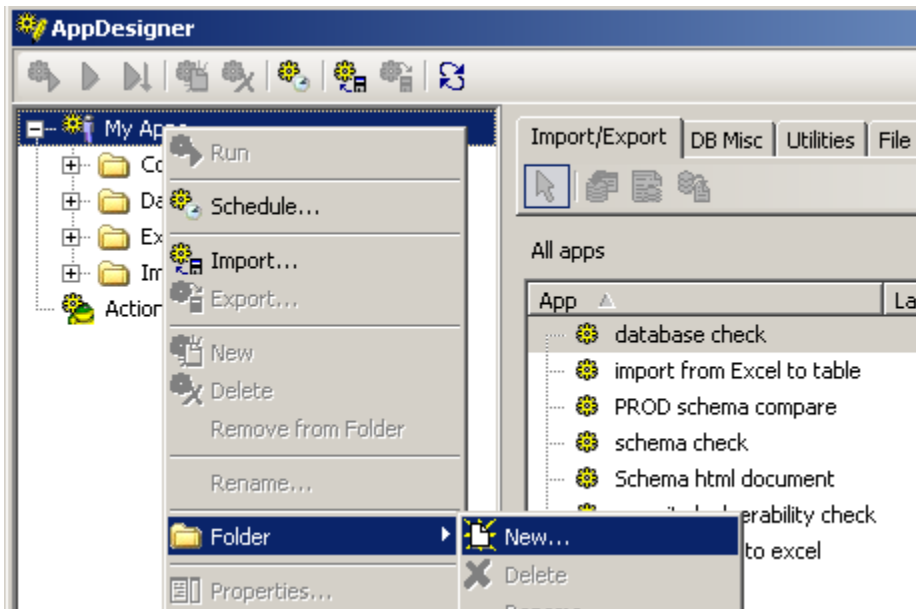 AppDesigner
My Apps
Run
Schedule...
Import...
Export...
New
Delete
Remove from Folder
Rename...
Folder
Properties...
New...
Delete
Import/Export DB Misc Utilities File
All apps
App
database check
import from Excel to table
PROD schema compare
schema check
Schema html document
check
to excel